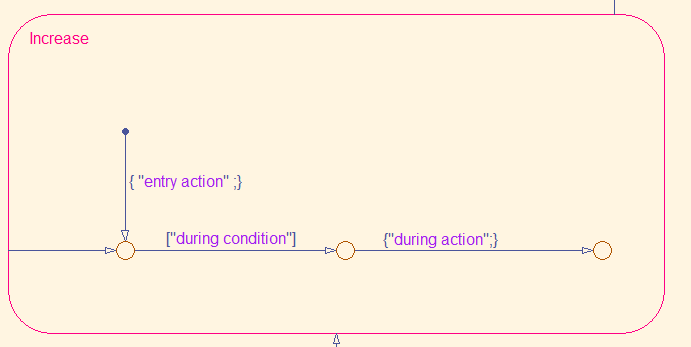 Increase
{ "entry action" ;}
["during condition"]
{"during action";}